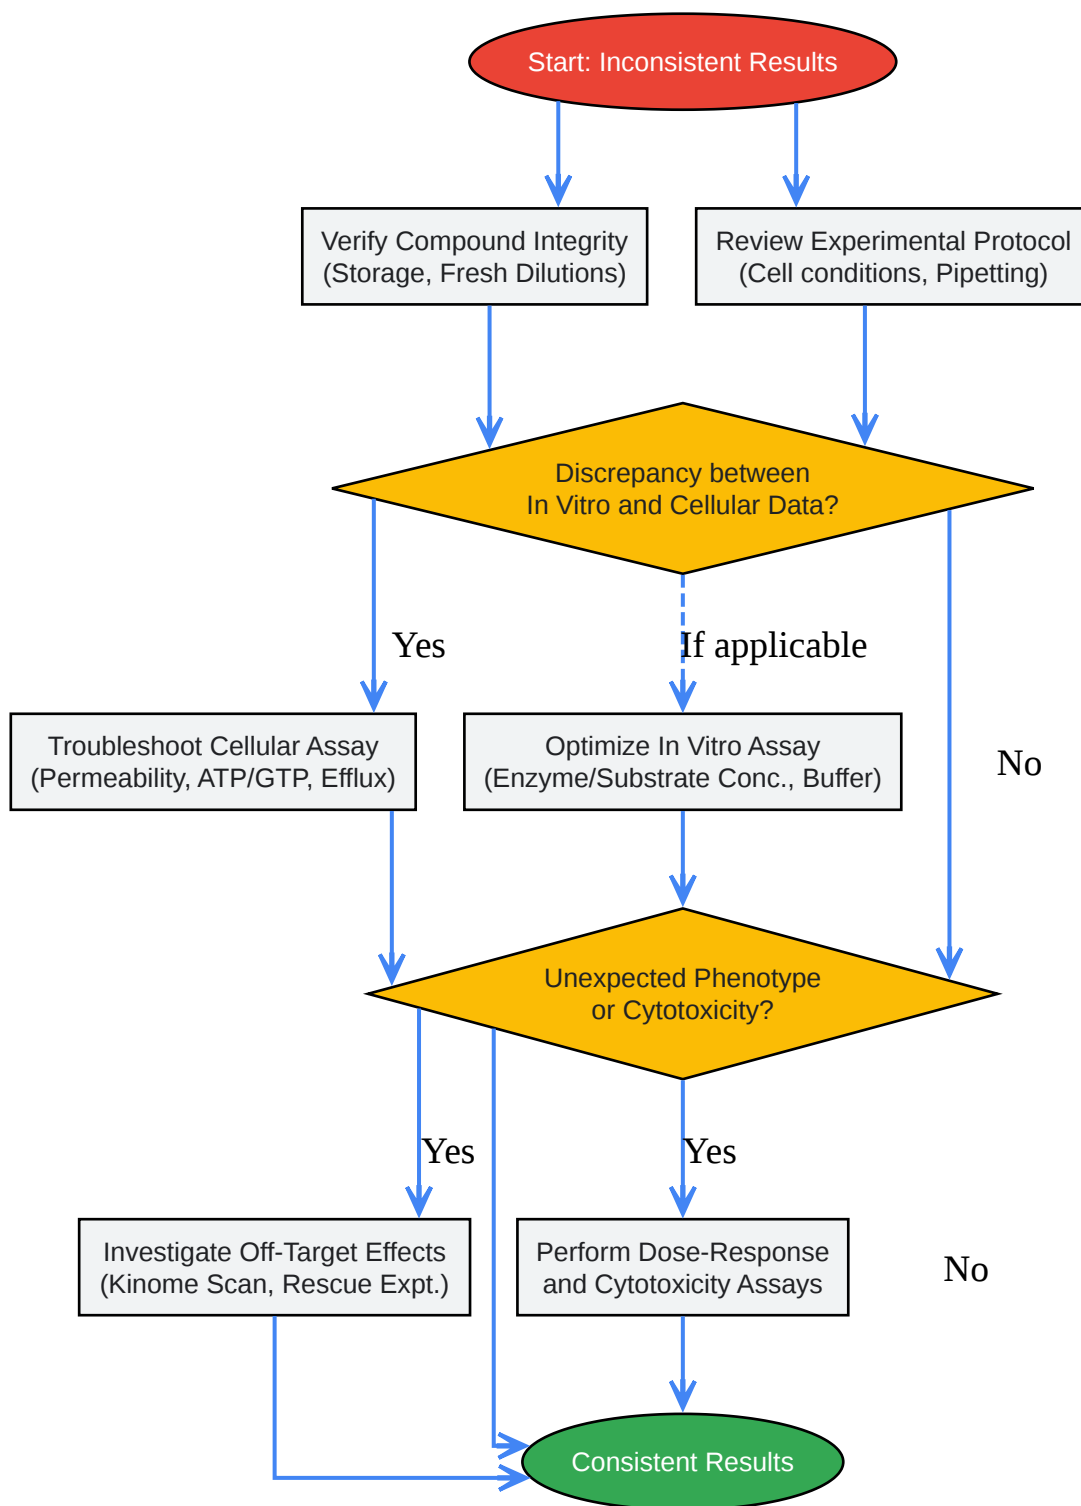 Start: Inconsistent Results
Verify Compound Integrity
(Storage, Fresh Dilutions)
Review Experimental Protocol
(Cell conditions, Pipetting)
Discrepancy between
In Vitro and Cellular Data?
Yes
If applicable
No
Troubleshoot Cellular Assay
(Permeability, ATP/GTP, Efflux)
Optimize In Vitro Assay
(Enzyme/Substrate Conc., Buffer)
Unexpected Phenotype
or Cytotoxicity?
Yes
Yes
No
Investigate Off-Target Effects
(Kinome Scan, Rescue Expt.)
Perform Dose-Response
and Cytotoxicity Assays
Consistent Results